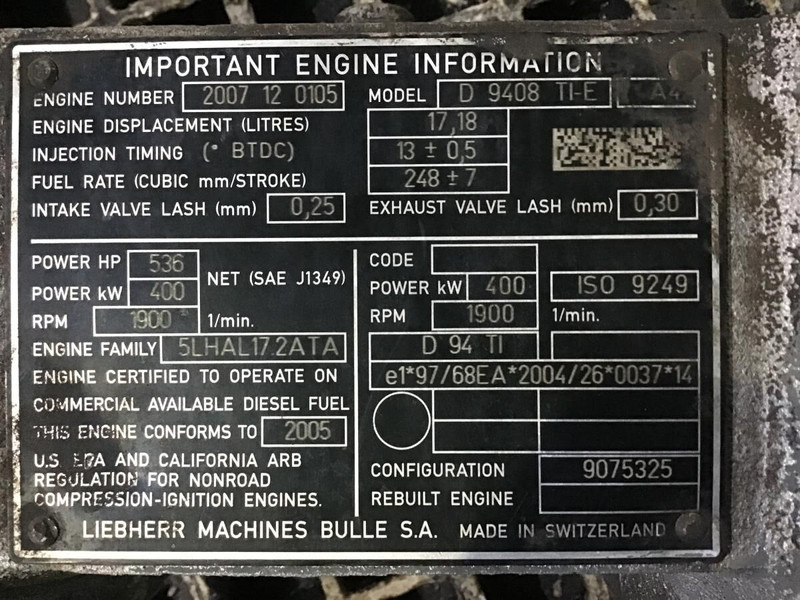 IMPORTANT ENGINE INFORMATION
ENGINE NUMBER 2007 12 0105 MODEL D 9408 TI-E A4
ENGINE DISPLACEMENT (LITRES) 17,18
INJECTION TIMING (° BTDC) 13 ± 0,5
FUEL RATE (CUBIC mm/STROKE) 248 ± 7
INTAKE VALVE LASH (mm) 0,25 EXHAUST VALVE LASH (mm) 0,30
POWER HP 536 NET (SAE J1349)
POWER kW 400
RPM 1900 1/min.
ENGINE FAMILY 5LHAL17.2ATA
ENGINE CERTIFIED TO OPERATE ON
COMMERCIAL AVAILABLE DIESEL FUEL
THIS ENGINE CONFORMS TO 2005
U.S. EPA AND CALIFORNIA ARB
REGULATION FOR NONROAD
COMPRESSION-IGNITION ENGINES.
CODE
POWER kW 400 ISO 9249
RPM 1900 1/min.
D 94 TI
e1*97/68EA*2004/26*0037*14
CONFIGURATION 9075325
REBUILT ENGINE
LIEBHERR MACHINES BULLE S.A. MADE IN SWITZERLAND